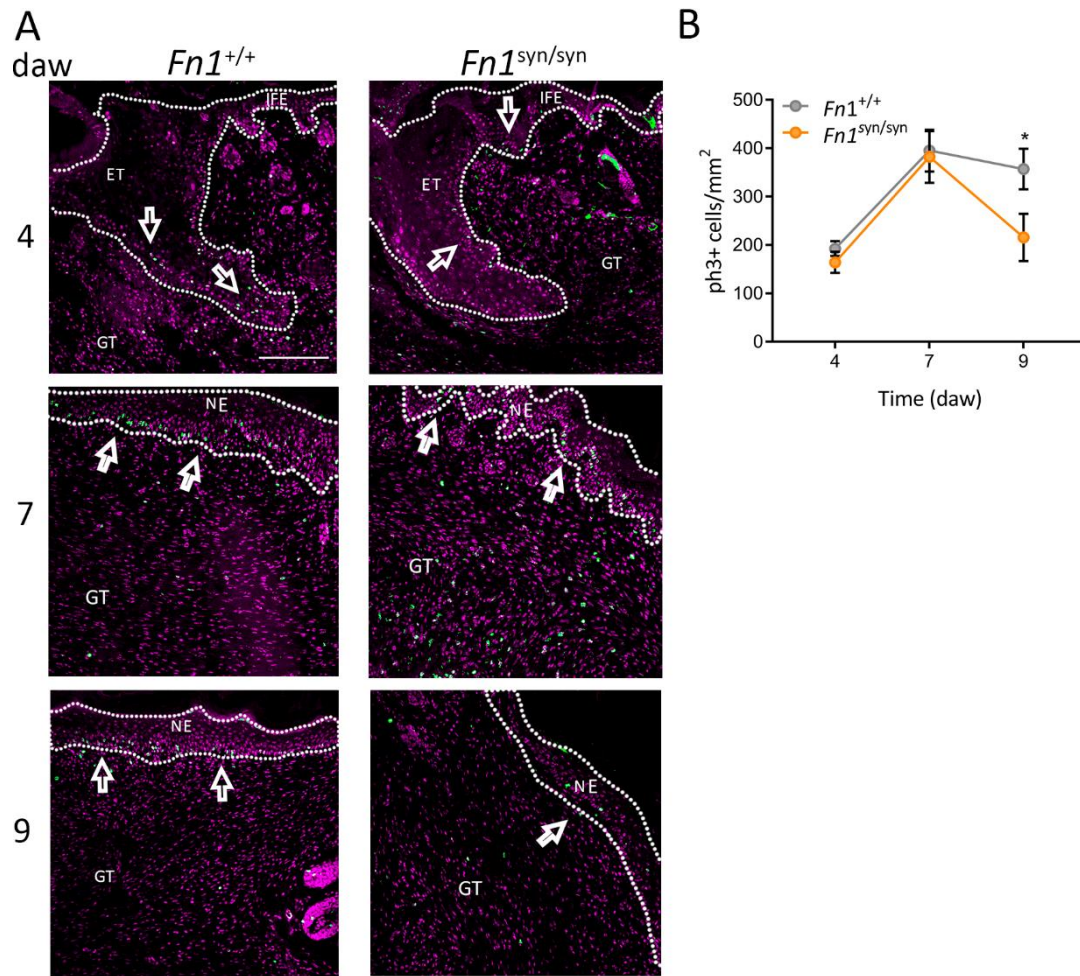 A
daw
Fn1+/+
Fn1syn/syn
4
IFE
ET
GT
IFE
ET
GT
7
NE
GT
NE
GT
9
NE
GT
NE
GT
B
500
400
300
200
100
0
ph3+ cells/mm²
Fn1+/+
Fn1syn/syn
*
4 7 9
Time (daw)